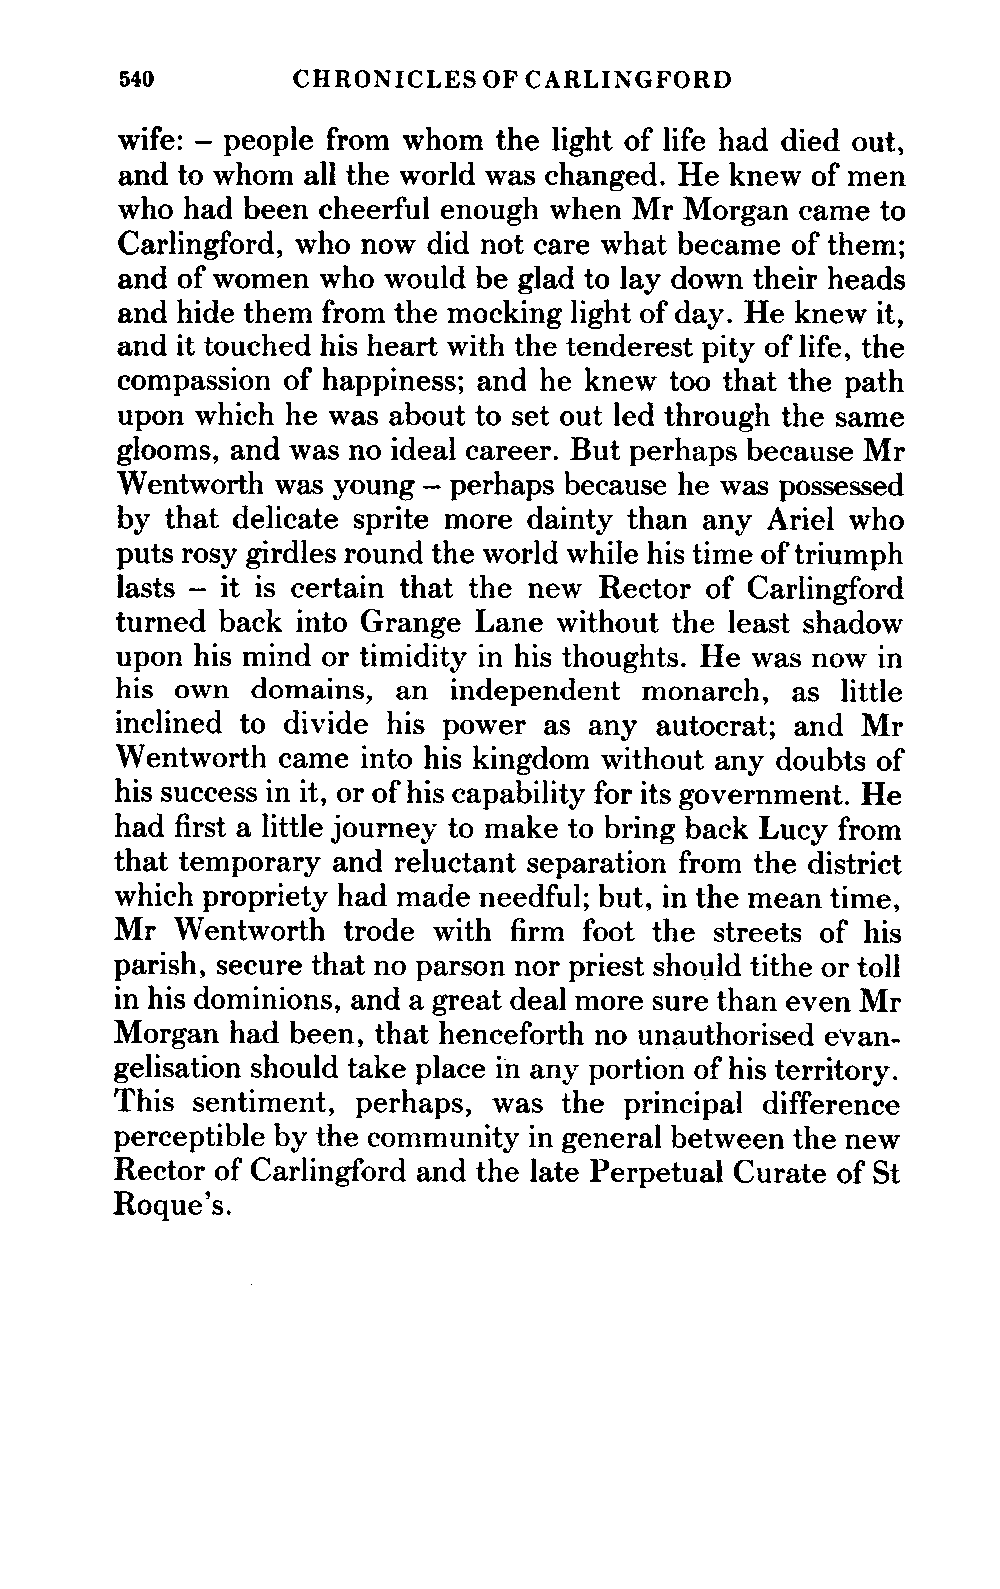 540 CHRONICLES OF CARLINGFORD
wife: – people from whom the light of life had died out,
and to whom all the world was changed. He knew of men
who had been cheerful enough when Mr Morgan came to
Carlingford, who now did not care what became of them;
and of women who would be glad to lay down their heads
and hide them from the mocking light of day. He knew it,
and it touched his heart with the tenderest pity of life, the
compassion of happiness; and he knew too that the path
upon which he was about to set out led through the same
glooms, and was no ideal career. But perhaps because Mr
Wentworth was young – perhaps because he was possessed
by that delicate sprite more dainty than any Ariel who
puts rosy girdles round the world while his time of triumph
lasts – it is certain that the new Rector of Carlingford
turned back into Grange Lane without the least shadow
upon his mind or timidity in his thoughts. He was now in
his own domains, an independent monarch, as little
inclined to divide his power as any autocrat; and Mr
Wentworth came into his kingdom without any doubts of
his success in it, or of his capability for its government. He
had first a little journey to make to bring back Lucy from
that temporary and reluctant separation from the district
which propriety had made needful; but, in the mean time,
Mr Wentworth trode with firm foot the streets of his
parish, secure that no parson nor priest should tithe or toll
in his dominions, and a great deal more sure than even Mr
Morgan had been, that henceforth no unauthorised evan-
gelisation should take place in any portion of his territory.
This sentiment, perhaps, was the principal difference
perceptible by the community in general between the new
Rector of Carlingford and the late Perpetual Curate of St
Roque's.